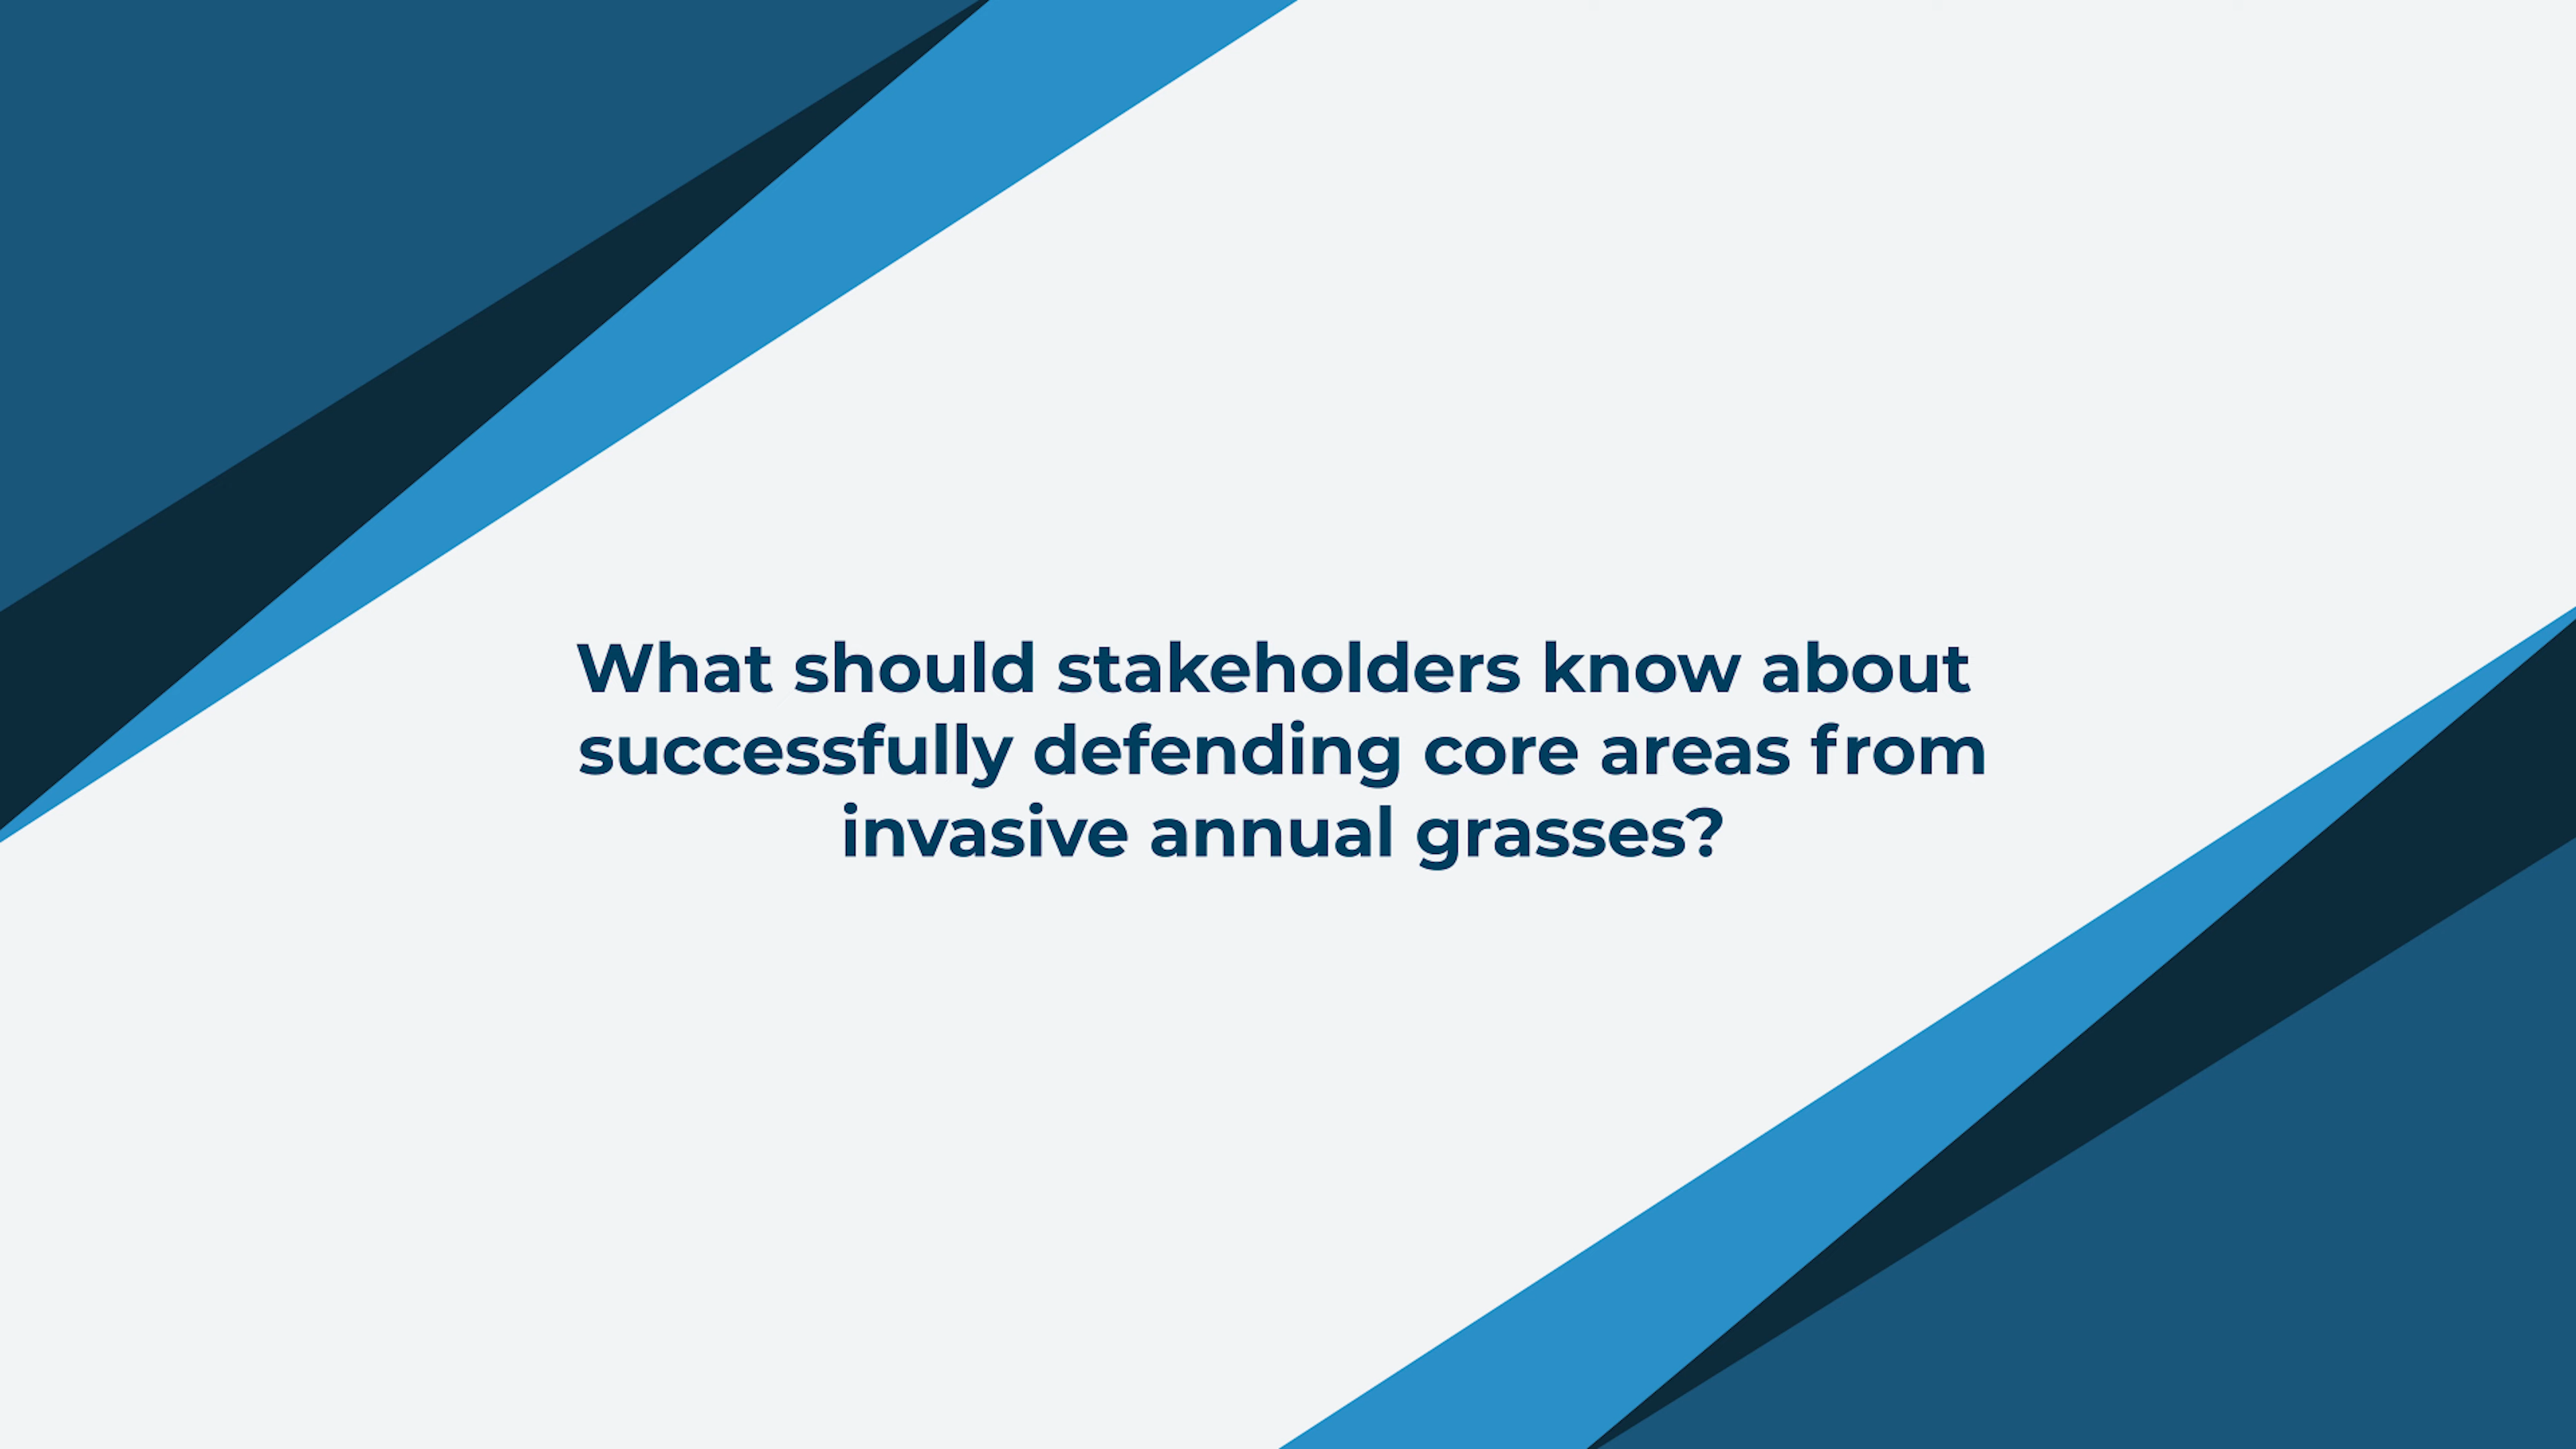 What should stakeholders know about
successfully defending core areas from
invasive annual grasses?